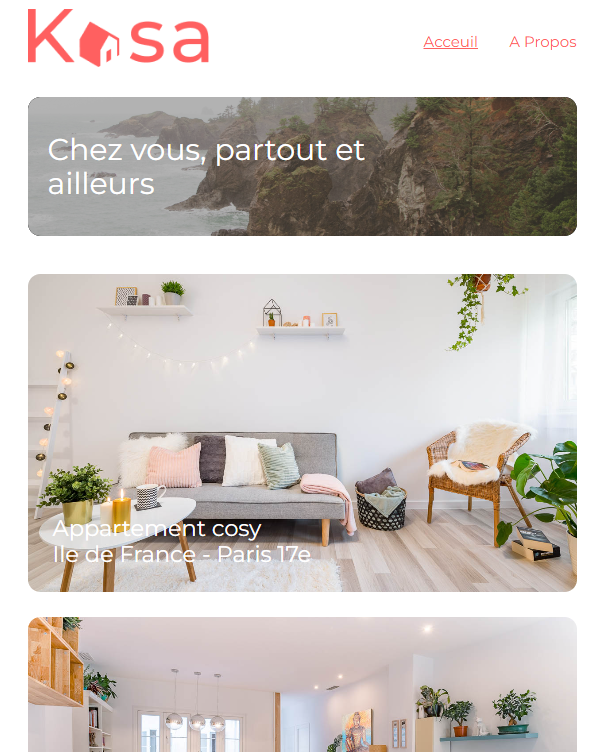 Kasa
Acceuil
A Propos
Chez vous, partout et
ailleurs
Appartement cosy
Ile de France - Paris 17e